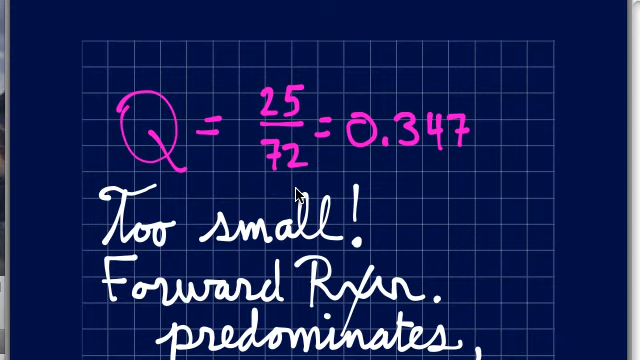 Q = 25/72 = 0.347
Too small!
Forward Rxn.
predominates,